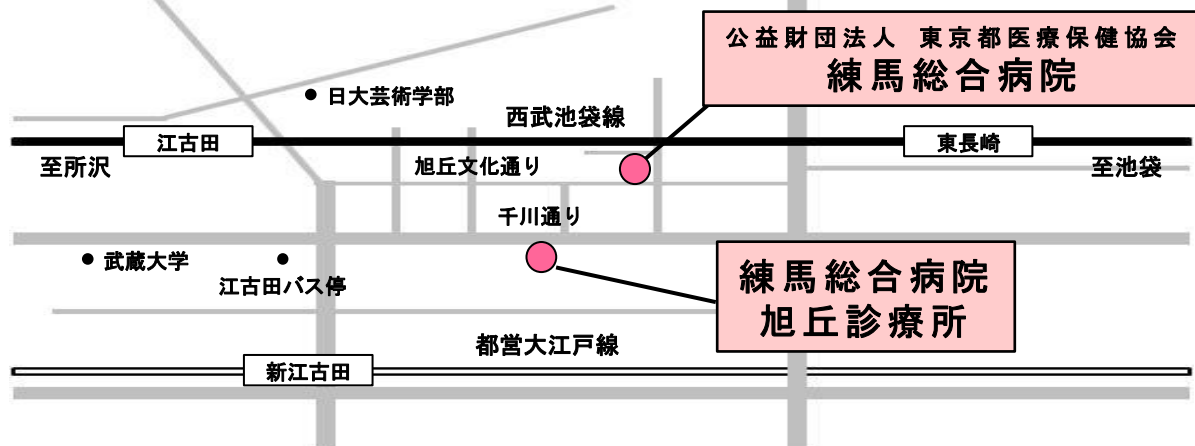 公益財団法人 東京都医療保健協会
練馬総合病院
日大芸術学部
西武池袋線
江古田
東長崎
至所沢
旭丘文化通り
至池袋
千川通り
武蔵大学
江古田バス停
練馬総合病院
旭丘診療所
都営大江戸線
新江古田